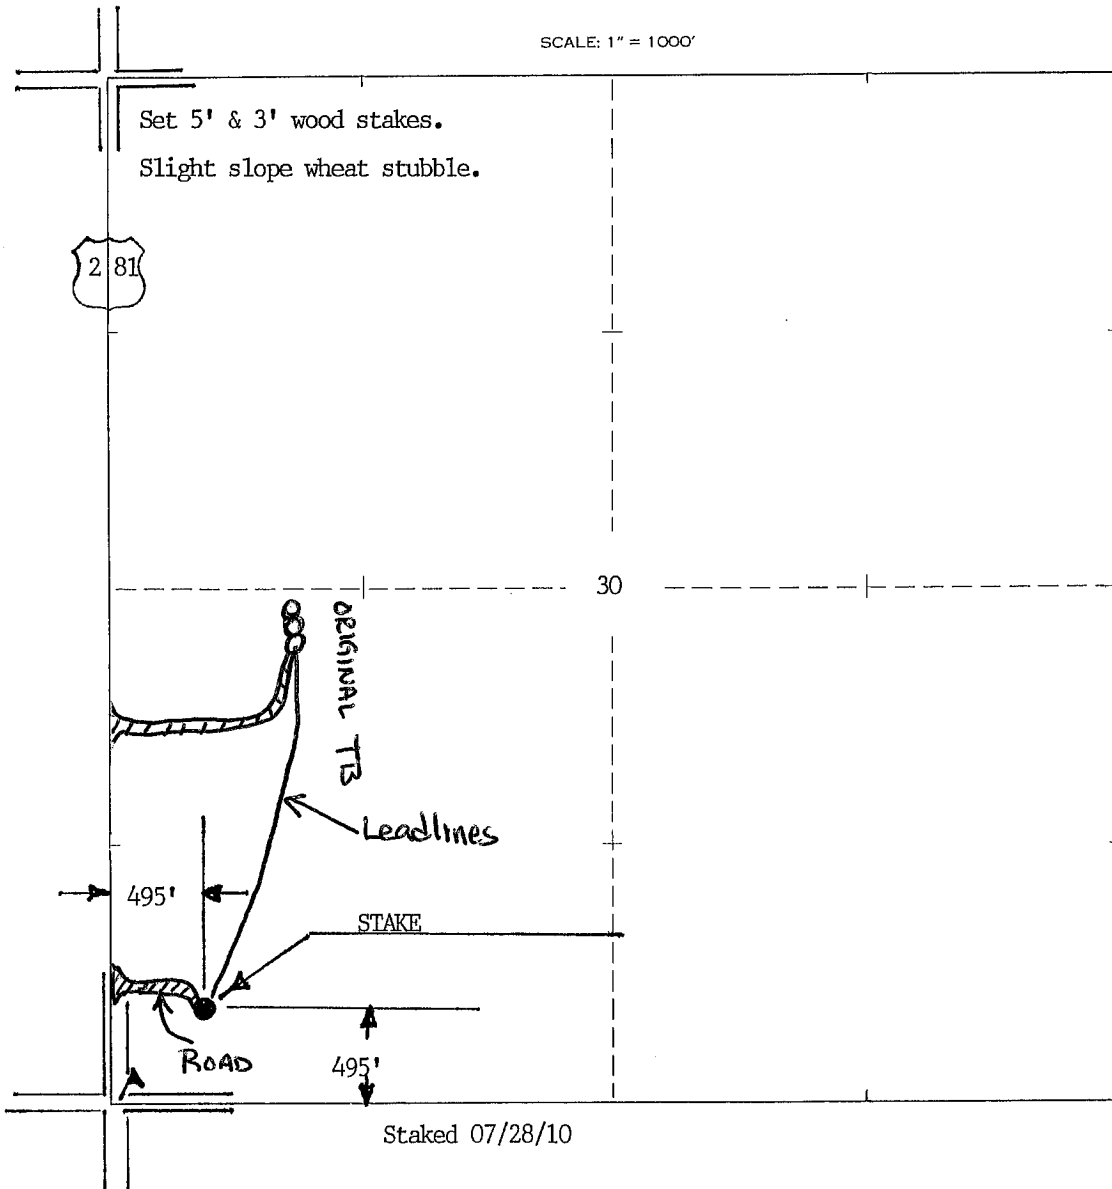 SCALE: 1" = 1000'
Set 5' & 3' wood stakes.
Slight slope wheat stubble.
2 81
30
ORIGINAL TB
Leadlines
495'
STAKE
ROAD
495'
Staked 07/28/10